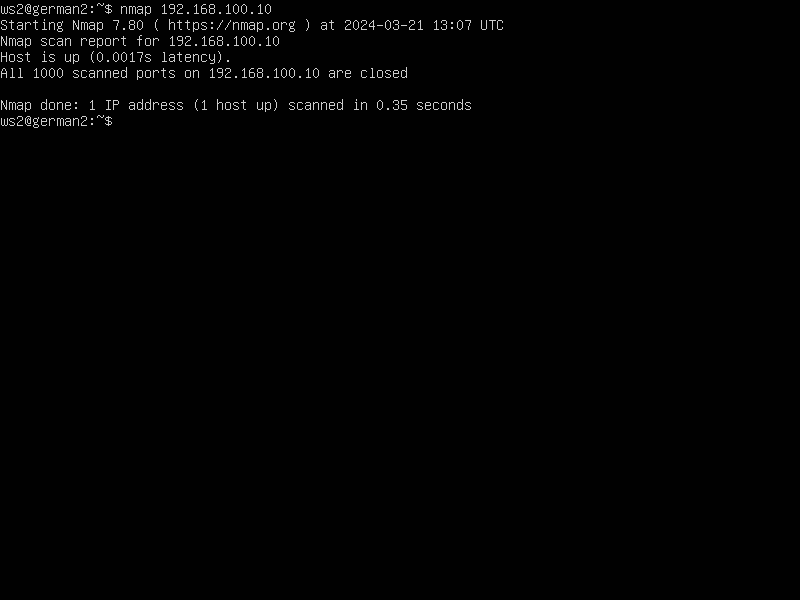 ws2@german2:~$ nmap 192.168.100.10
Starting Nmap 7.80 ( https://nmap.org ) at 2024-03-21 13:07 UTC
Nmap scan report for 192.168.100.10
Host is up (0.0017s latency).
All 1000 scanned ports on 192.168.100.10 are closed
Nmap done: 1 IP address (1 host up) scanned in 0.35 seconds
ws2@german2:~$